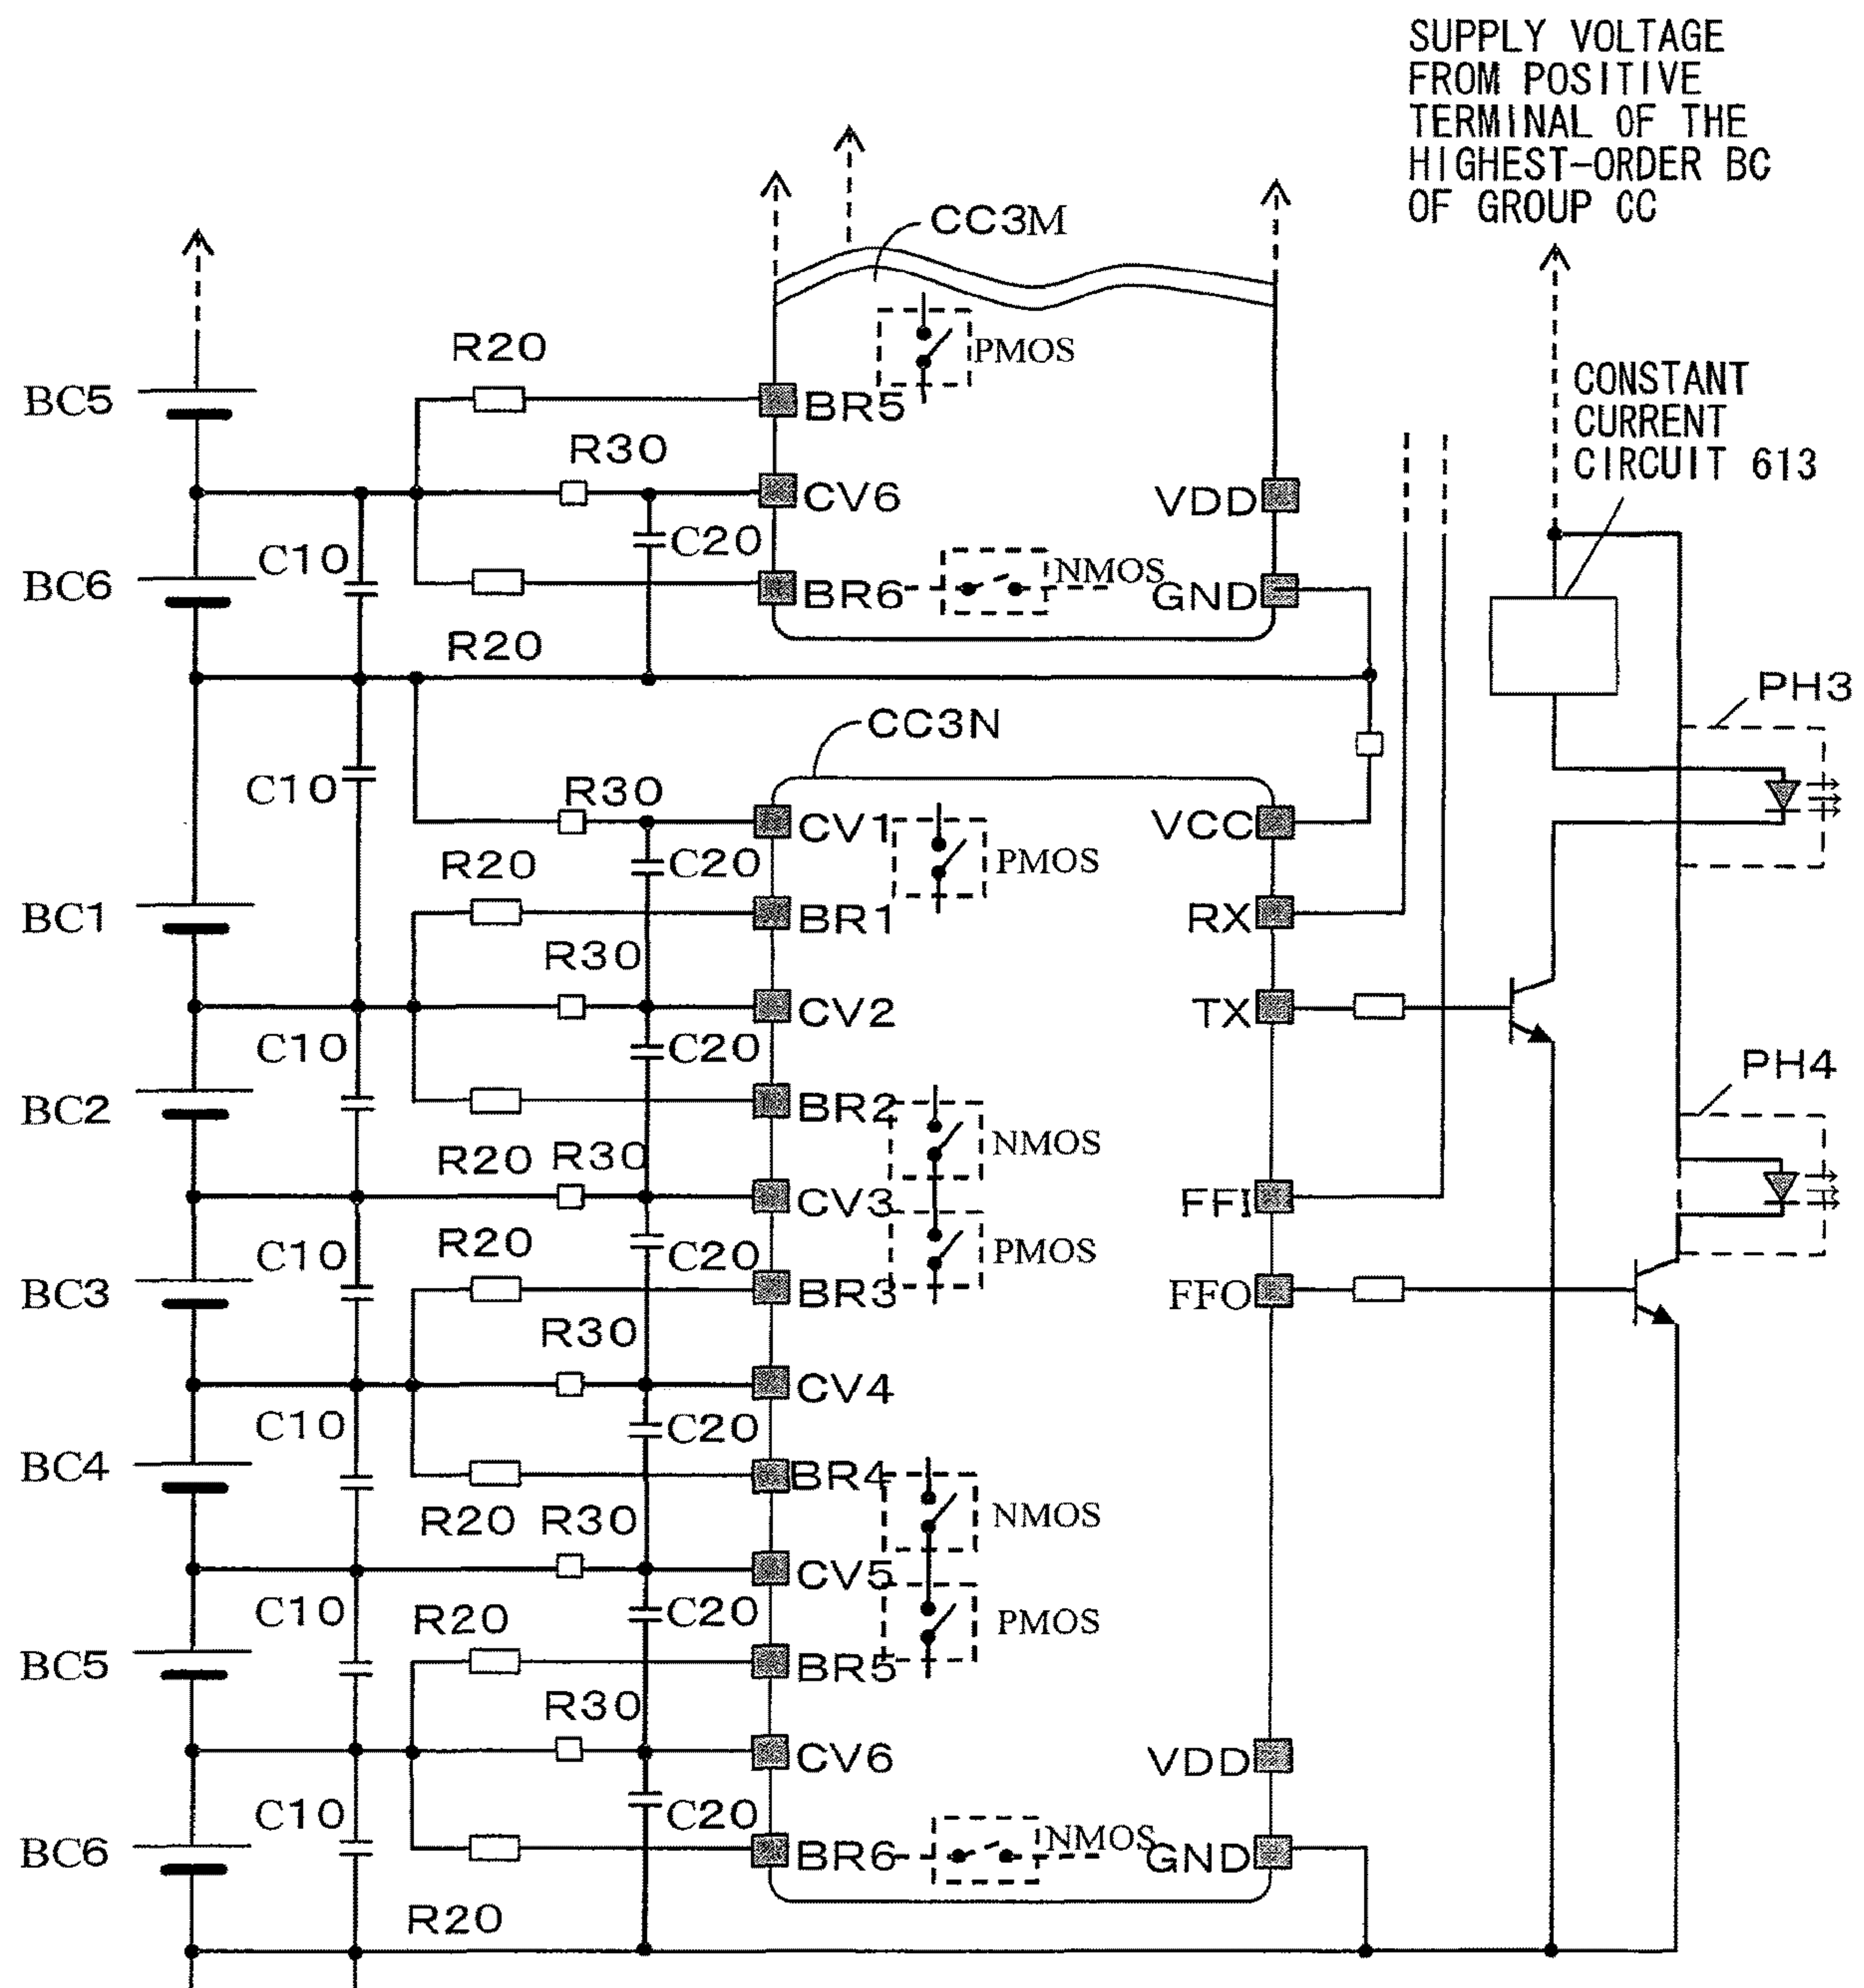 SUPPLY VOLTAGE
FROM POSITIVE
TERMINAL OF THE
HIGHEST-ORDER BC
OF GROUP CC
CC3M
PMOS
R20
CONSTANT
CURRENT
CIRCUIT 613
BC5
BR5
R30
CV6
VDD
C10
C20
BC6
NMOS
BR6
GND
R20
PH3
CC3N
C10
R30
CV1
VCC
PMOS
R20
C20
BC1
BR1
RX
R30
CV2
TX
C10
C20
PH4
BC2
BR2
NMOS
R20
R30
CV3
FFI
R20
C10
C20
PMOS
BC3
BR3
FFO
R30
CV4
C10
C20
BC4
BR4
NMOS
R20
R30
CV5
C10
R20
C20
PMOS
BC5
BR5
R30
CV6
VDD
C10
C20
NMOS
BC6
BR6
GND
R20